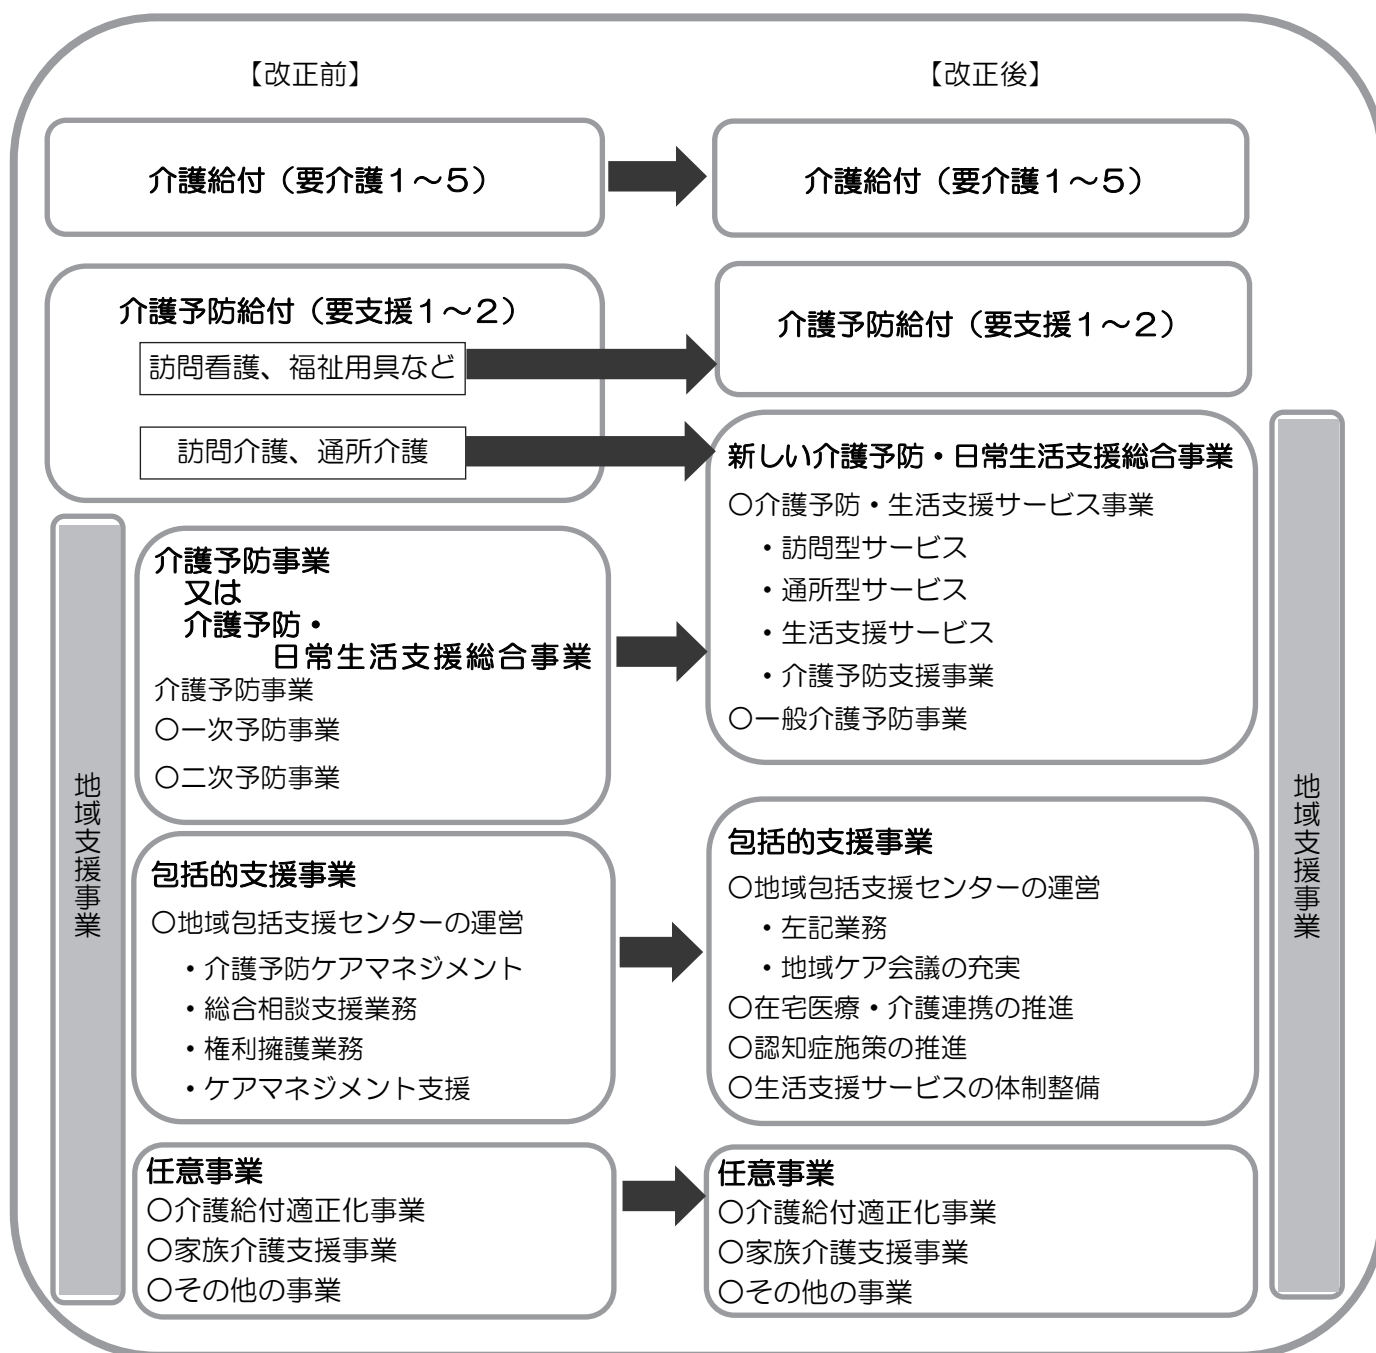 【改正前】
介護給付（要介護１～５）
介護予防給付（要支援１～２）
訪問看護、福祉用具など
訪問介護、通所介護
地域支援事業
介護予防事業
又は
介護予防・
日常生活支援総合事業
介護予防事業
○一次予防事業
○二次予防事業
包括的支援事業
○地域包括支援センターの運営
・介護予防ケアマネジメント
・総合相談支援業務
・権利擁護業務
・ケアマネジメント支援
任意事業
○介護給付適正化事業
○家族介護支援事業
○その他の事業
【改正後】
介護給付（要介護１～５）
介護予防給付（要支援１～２）
新しい介護予防・日常生活支援総合事業
○介護予防・生活支援サービス事業
・訪問型サービス
・通所型サービス
・生活支援サービス
・介護予防支援事業
○一般介護予防事業
包括的支援事業
○地域包括支援センターの運営
・左記業務
・地域ケア会議の充実
○在宅医療・介護連携の推進
○認知症施策の推進
○生活支援サービスの体制整備
任意事業
○介護給付適正化事業
○家族介護支援事業
○その他の事業
地域支援事業